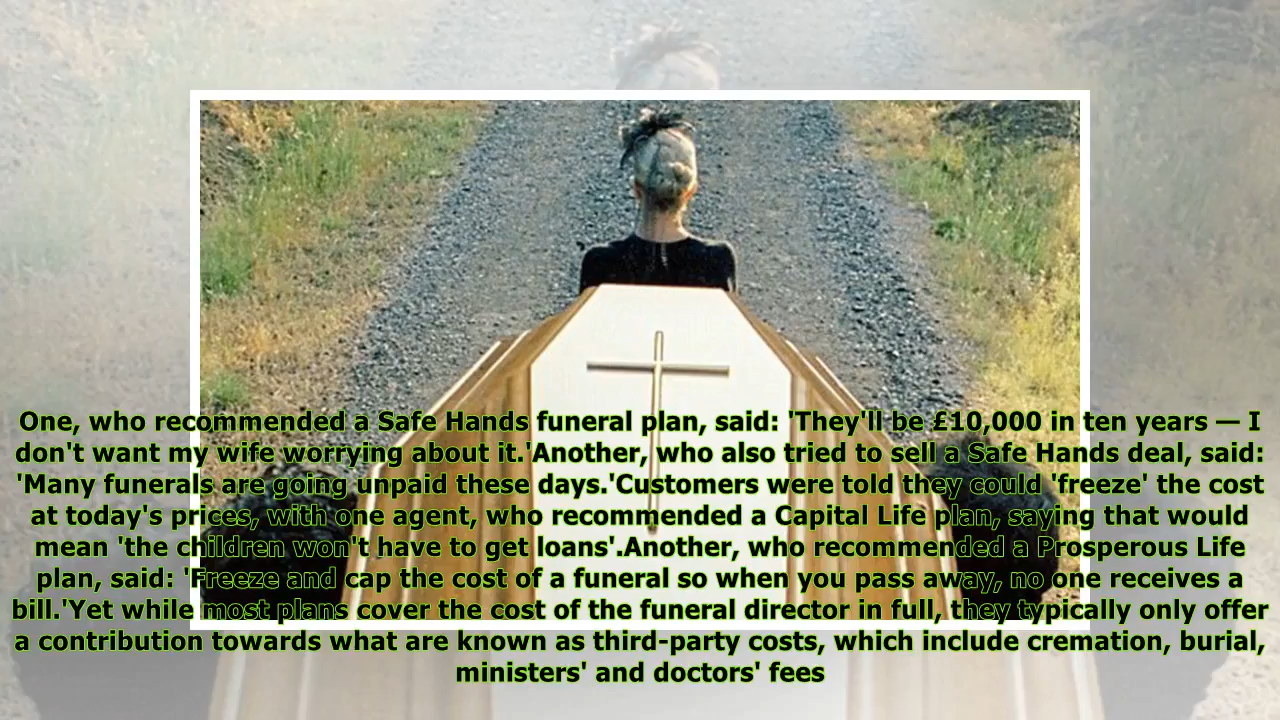 One, who recommended a Safe Hands funeral plan, said: 'They'll be £10,000 in ten years — I
don't want my wife worrying about it.'Another, who also tried to sell a Safe Hands deal, said:
'Many funerals are going unpaid these days.'Customers were told they could 'freeze' the cost
at today's prices, with one agent, who recommended a Capital Life plan, saying that would
mean 'the children won't have to get loans'.Another, who recommended a Prosperous Life
plan, said: 'Freeze and cap the cost of a funeral so when you pass away, no one receives a
bill.'Yet while most plans cover the cost of the funeral director in full, they typically only offer
a contribution towards what are known as third-party costs, which include cremation, burial,
ministers' and doctors' fees